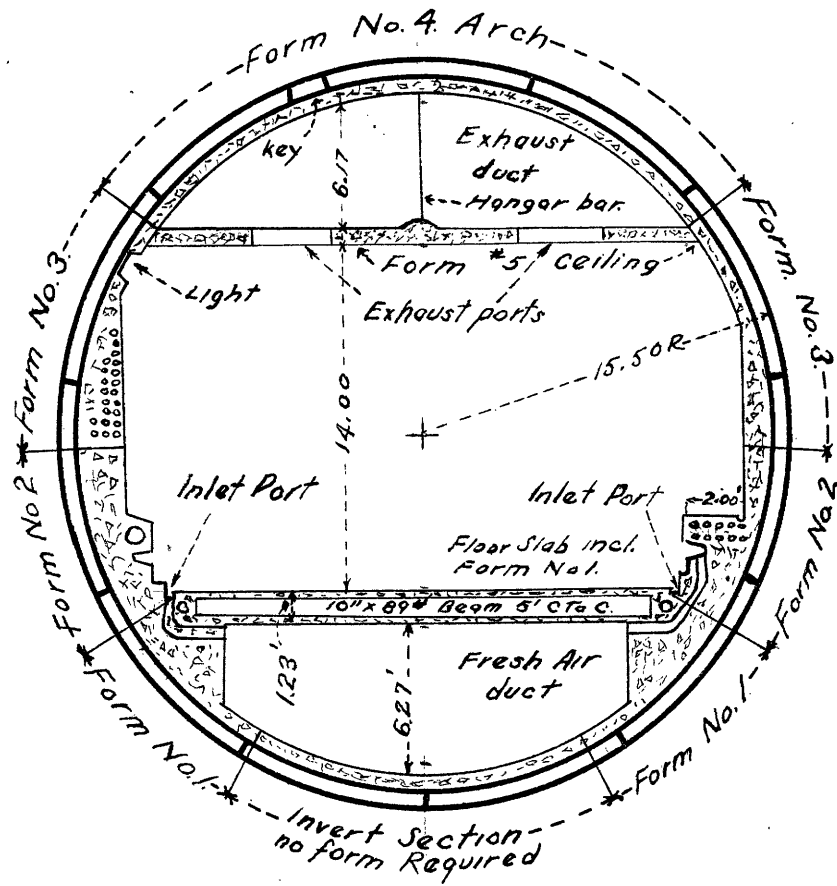 Form No. 4 Arch
key
6.17
Exhaust
duct
Hangar bar.
Form #5 Ceiling
Light
Exhaust ports
Form No. 3.
Form. No. 3
15.50R
14.00
Inlet Port
Inlet Port
2.00'
Floor Slab incl.
Form No1.
Form No 2
Form No. 2
10" x 89# Beam 5' C To C.
1.23'
6.27'
Fresh Air
duct
Form No.1.
Form No.1.
Invert Section
no form Required